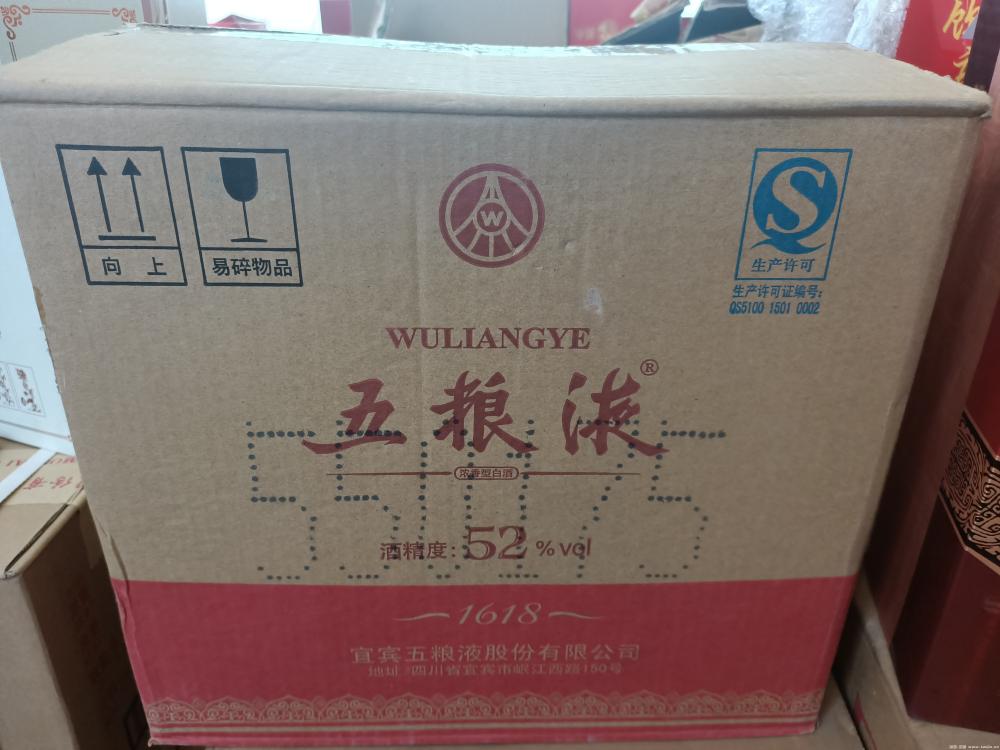 向 上
易碎物品
W
生产许可
生产许可证编号:
QS5100 1501 0002
WULIANGYE
五粮液®
浓香型白酒
酒精度: 52 %vol
1618
宜宾五粮液股份有限公司
地址:四川省宜宾市岷江西路150号